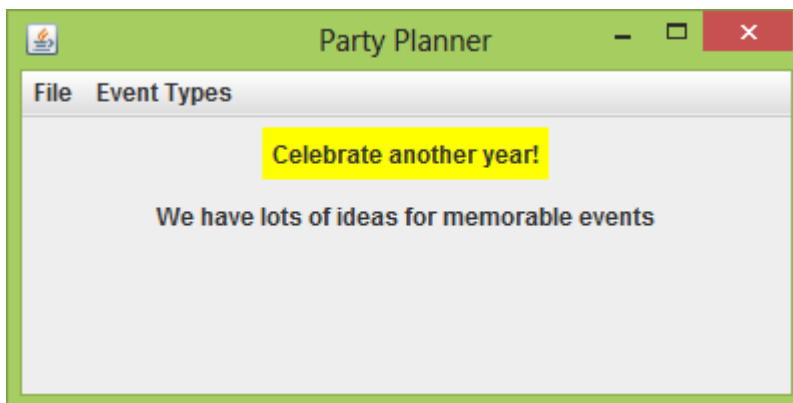 Party Planner
File Event Types
Celebrate another year!
We have lots of ideas for memorable events